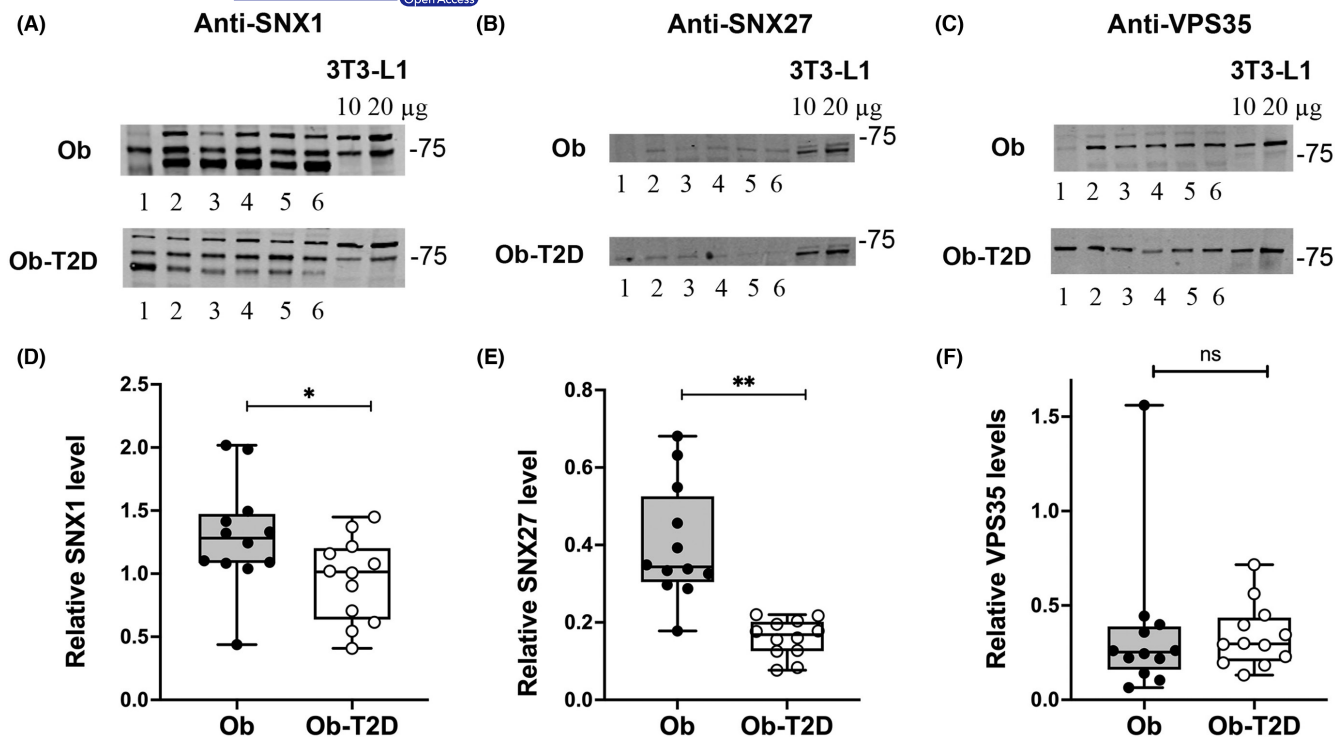 Open Access
(A) Anti-SNX1
3T3-L1
10 20 µg
Ob
-75
1 2 3 4 5 6
Ob-T2D
-75
1 2 3 4 5 6
(B) Anti-SNX27
3T3-L1
10 20 µg
Ob
-75
1 2 3 4 5 6
Ob-T2D
-75
1 2 3 4 5 6
(C) Anti-VPS35
3T3-L1
10 20 µg
Ob
-75
1 2 3 4 5 6
Ob-T2D
-75
1 2 3 4 5 6
(D)
Relative SNX1 level
2.5
2.0
1.5
1.0
0.5
0.0
*
Ob Ob-T2D
(E)
Relative SNX27 level
0.8
0.6
0.4
0.2
0.0
**
Ob Ob-T2D
(F)
Relative VPS35 levels
1.5
1.0
0.5
0.0
ns
Ob Ob-T2D